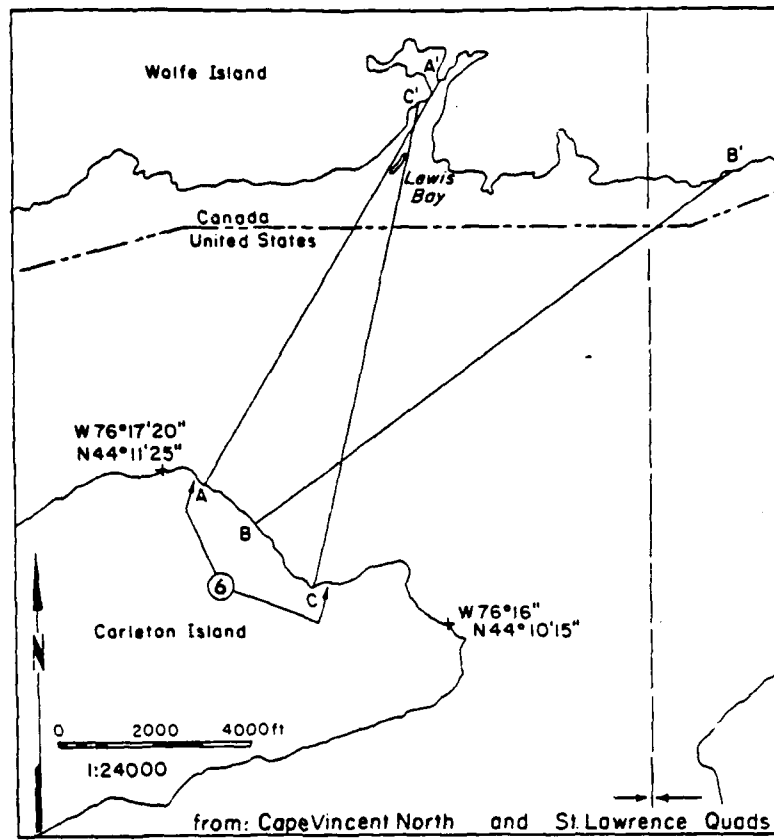 Wolfe Island
A'
C'
B'
Lewis
Bay
Canada
United States
W 76°17'20"
N 44°11'25"
A
B
6
C
W 76°16"
N 44°10'15"
Carleton Island
N
0 2000 4000ft
1:24000
from: Cape Vincent North and St. Lawrence Quads